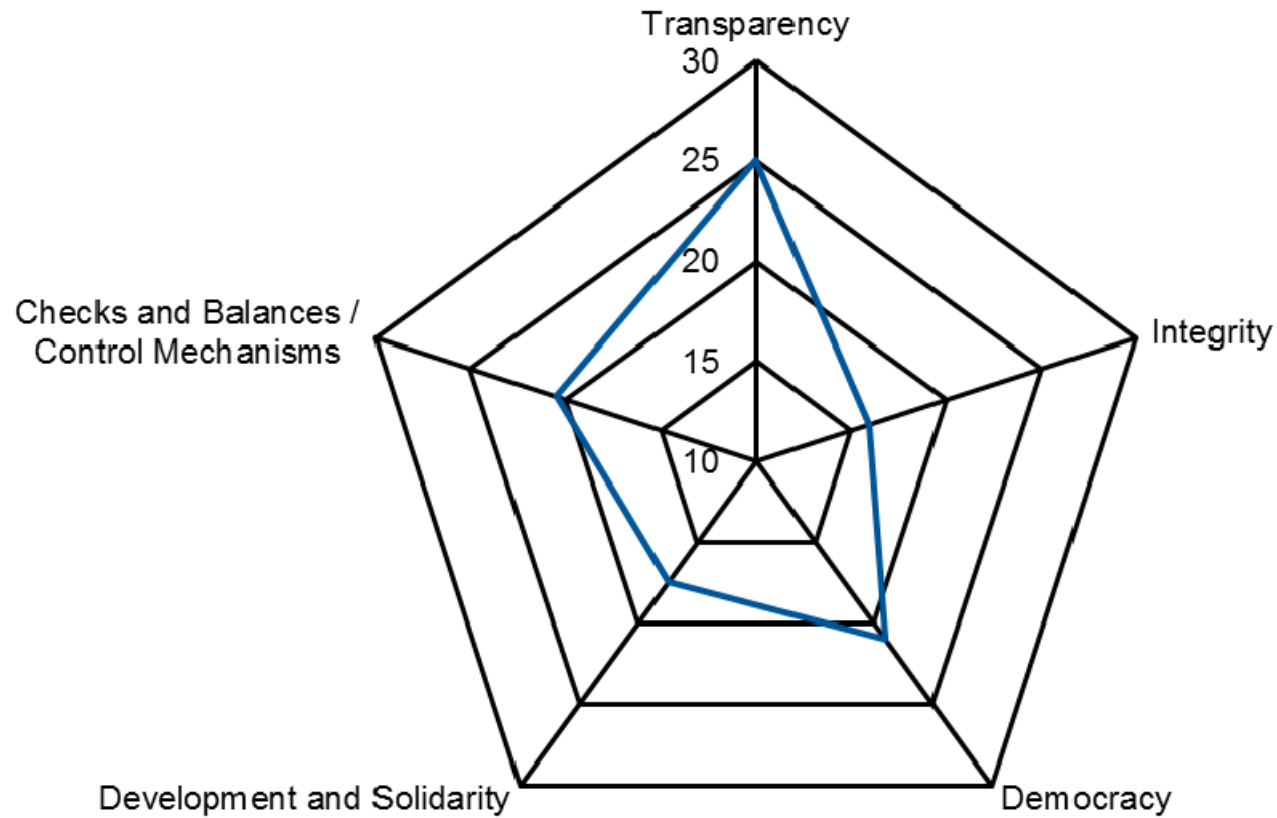 Transparency
30
25
20
15
10
Checks and Balances /
Control Mechanisms
Integrity
Development and Solidarity
Democracy